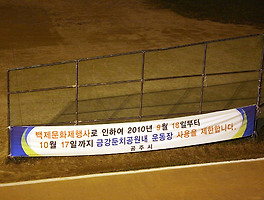 백제문화제행사로 인하여 2010년 9월 18일부터
10월 17일까지 금강둔치공원내 운동장 사용을 제한합니다.
공주시